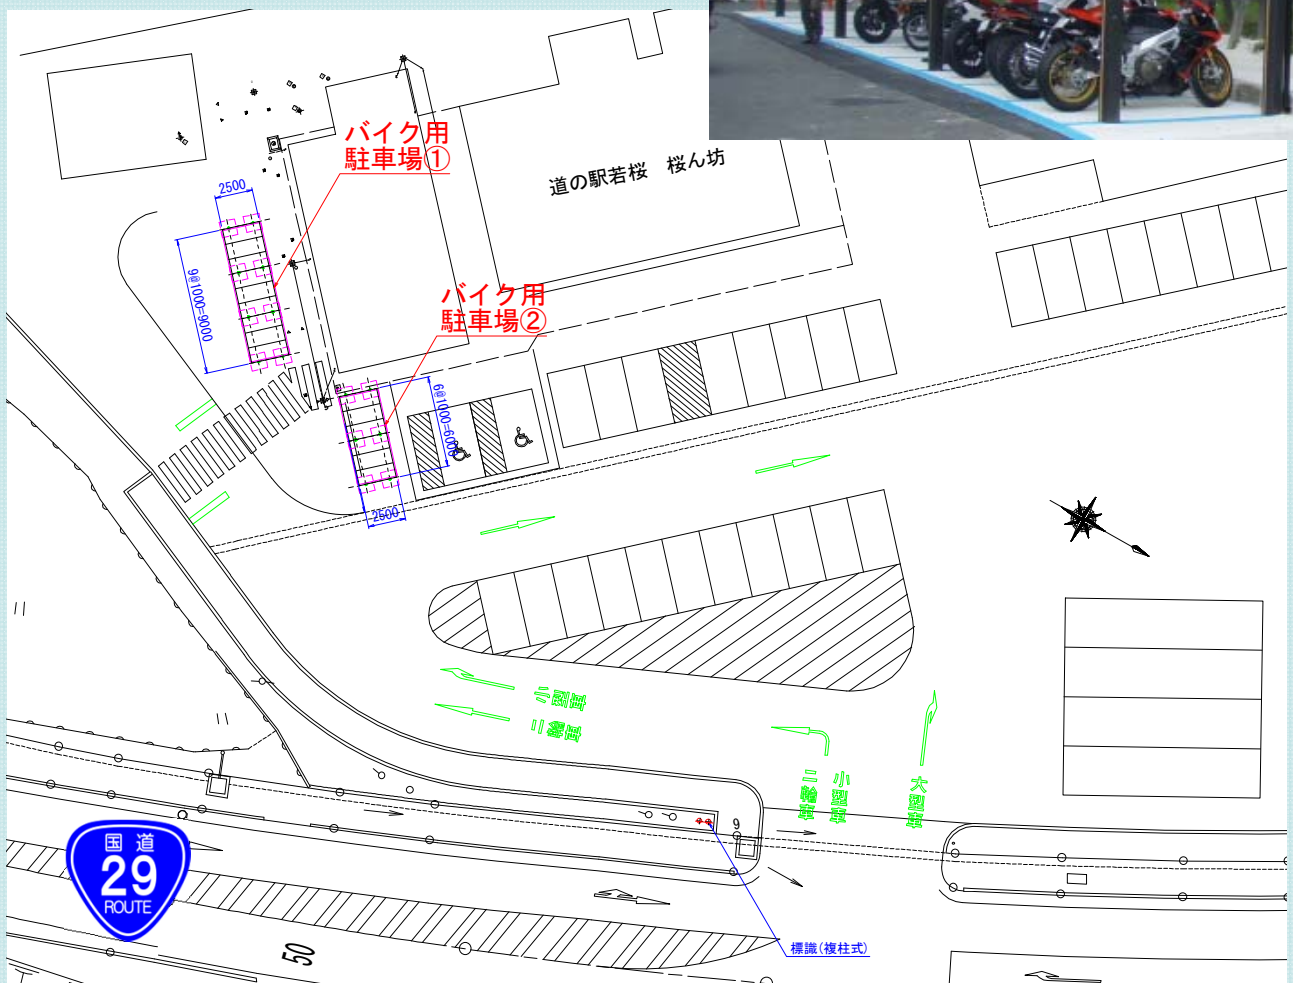 バイク用
駐車場①
2500
道の駅若桜　桜ん坊
9@1000=9000
バイク用
駐車場②
6@1000=6000
2500
小型車
二輪車
二輪車
小型車
大型車
国道
29
ROUTE
50
標識(複柱式)